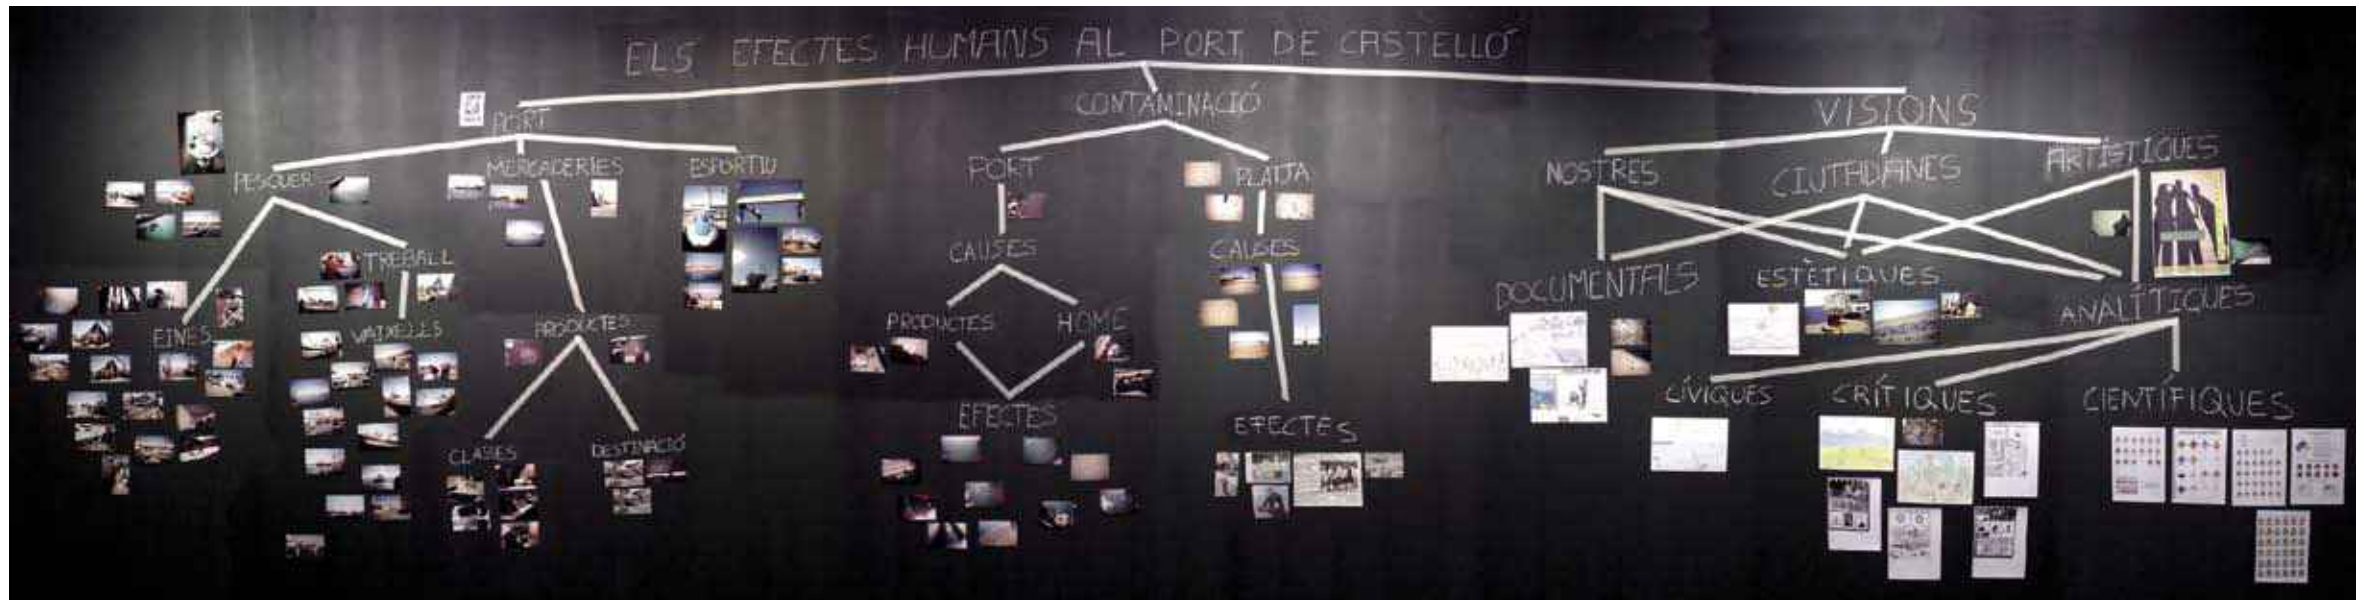 ELS EFECTES HUMANS AL PORT DE CASTELLÓ
PORT
CONTAMINACIÓ
VISIONS
PESQUER
MERCADERIES
ESPORTIU
PORT
PLATJA
NOSTRES
CIUTADANES
ARTÍSTIQUES
TREBALL
CAUSES
CAUSES
DOCUMENTALS
ESTÈTIQUES
ANALÍTIQUES
EINES
VAIXELLS
PRODUCTES
PRODUCTES
HOME
CÍVIQUES
CRÍTIQUES
CIENTÍFIQUES
CLASES
DESTINACIÓ
EFECTES
EFECTES